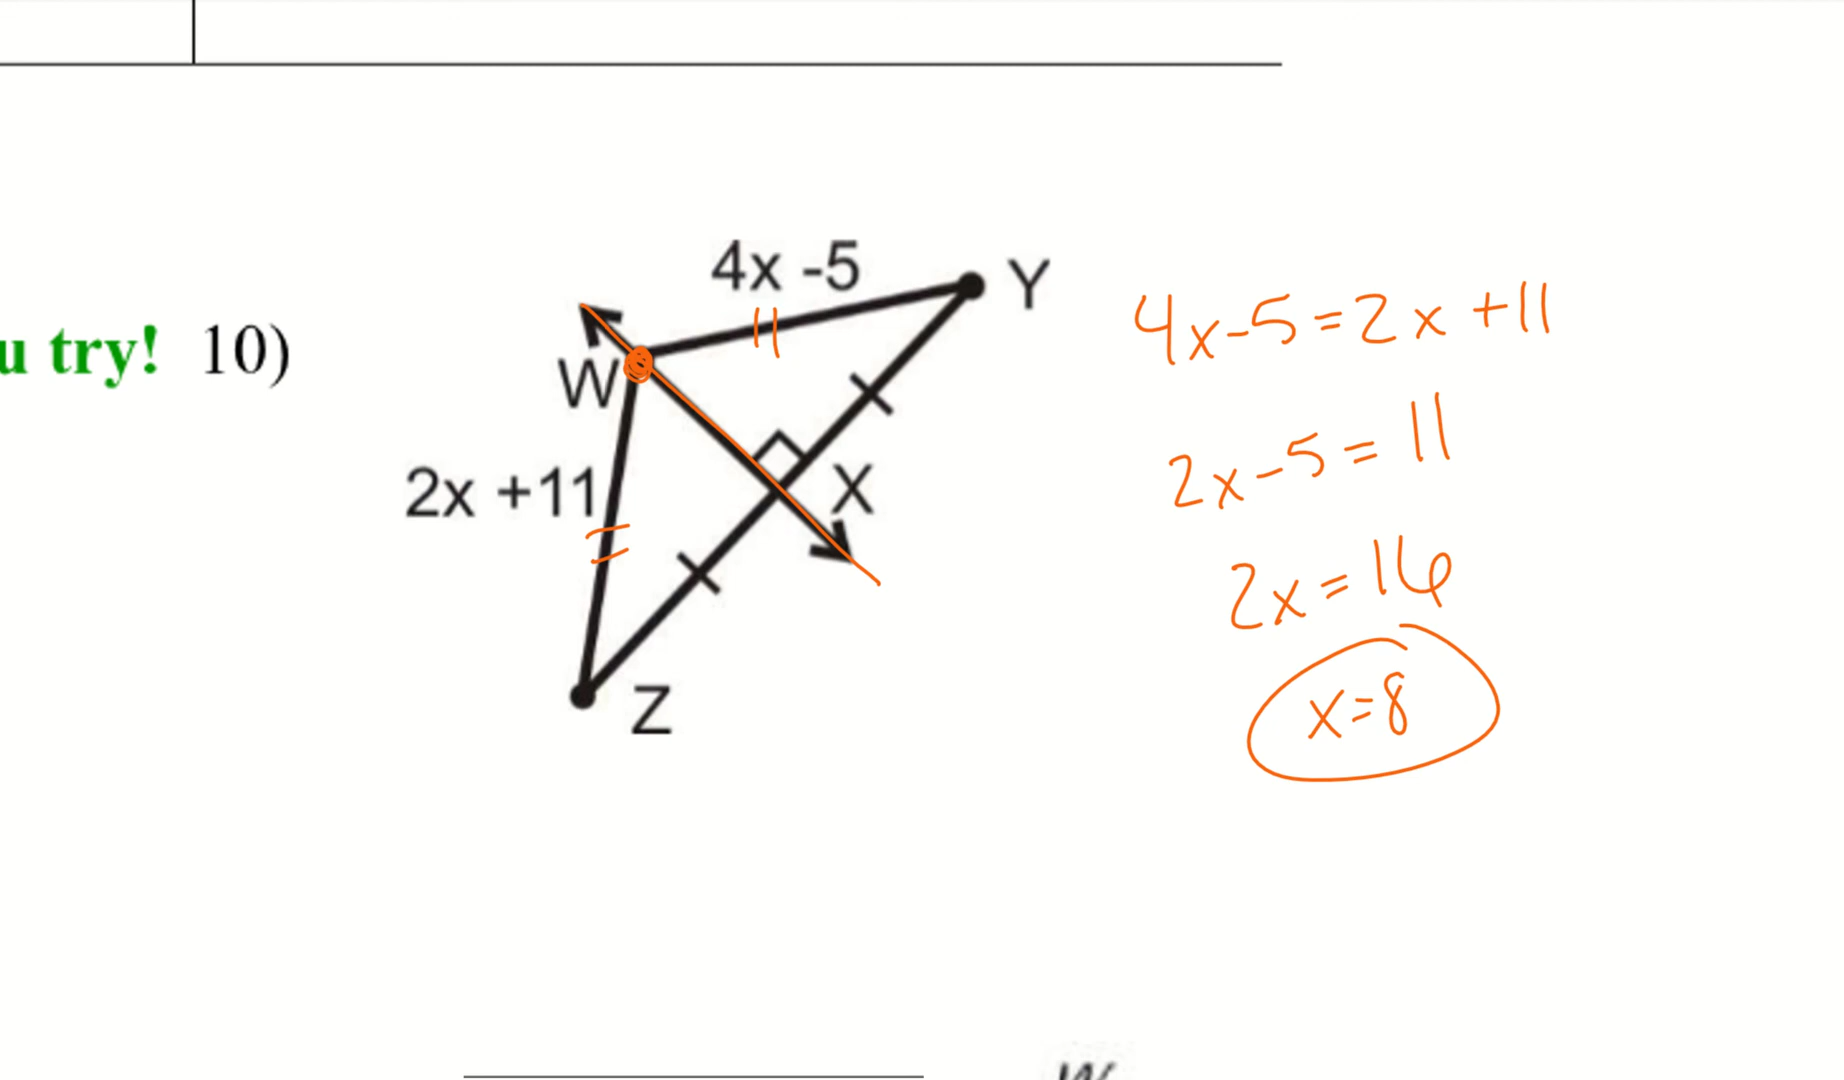 4x -5
Y
u try! 10)
W
2x +11
X
Z
4x-5=2x+11
2x-5=11
2x=16
x=8